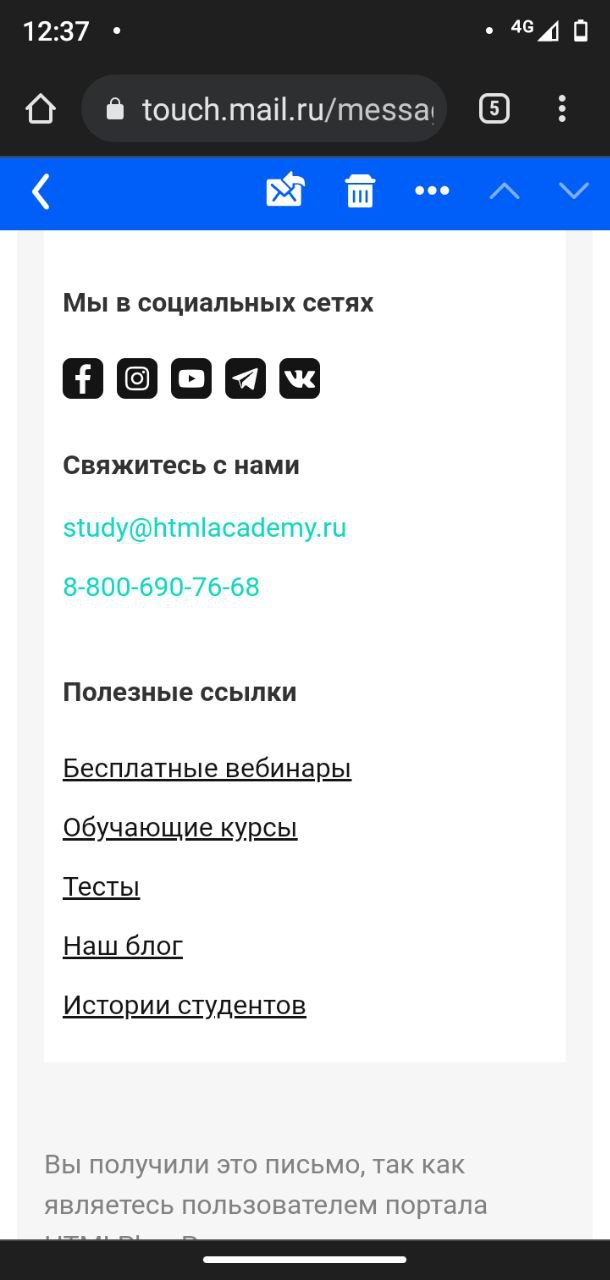 12:37
4G
touch.mail.ru/messa
5
Мы в социальных сетях
Свяжитесь с нами
study@htmlacademy.ru
8-800-690-76-68
Полезные ссылки
Бесплатные вебинары
Обучающие курсы
Тесты
Наш блог
Истории студентов
Вы получили это письмо, так как
являетесь пользователем портала